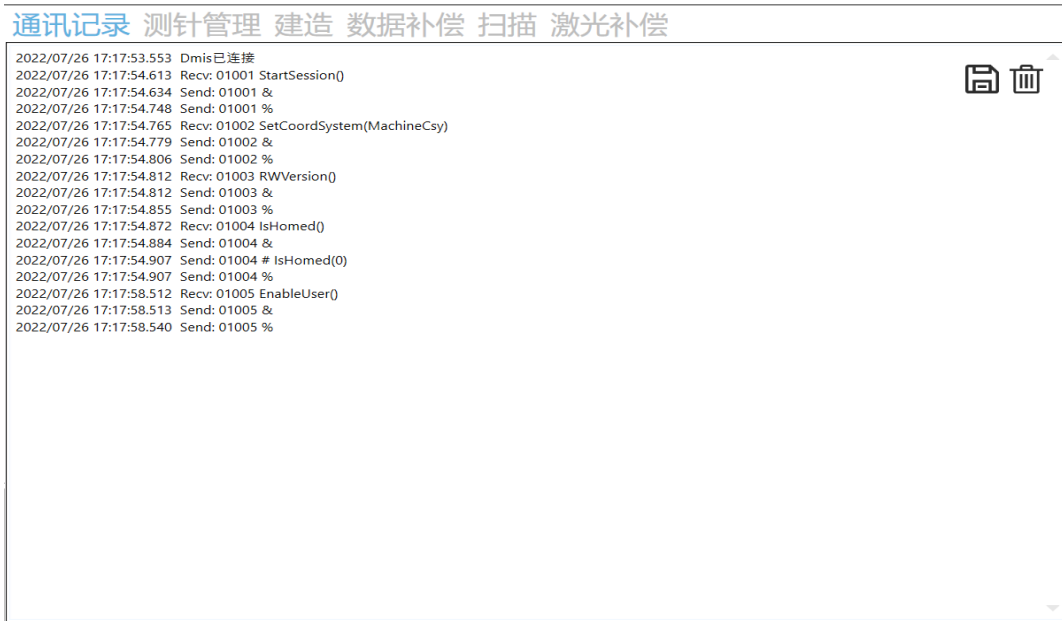 通讯记录 测针管理 建造 数据补偿 扫描 激光补偿
2022/07/26 17:17:53.553 Dmis已连接
2022/07/26 17:17:54.613 Recv: 01001 StartSession()
2022/07/26 17:17:54.634 Send: 01001 &
2022/07/26 17:17:54.748 Send: 01001 %
2022/07/26 17:17:54.765 Recv: 01002 SetCoordSystem(MachineCsy)
2022/07/26 17:17:54.779 Send: 01002 &
2022/07/26 17:17:54.806 Send: 01002 %
2022/07/26 17:17:54.812 Recv: 01003 RWVersion()
2022/07/26 17:17:54.812 Send: 01003 &
2022/07/26 17:17:54.855 Send: 01003 %
2022/07/26 17:17:54.872 Recv: 01004 IsHomed()
2022/07/26 17:17:54.884 Send: 01004 &
2022/07/26 17:17:54.907 Send: 01004 # IsHomed(0)
2022/07/26 17:17:54.907 Send: 01004 %
2022/07/26 17:17:58.512 Recv: 01005 EnableUser()
2022/07/26 17:17:58.513 Send: 01005 &
2022/07/26 17:17:58.540 Send: 01005 %